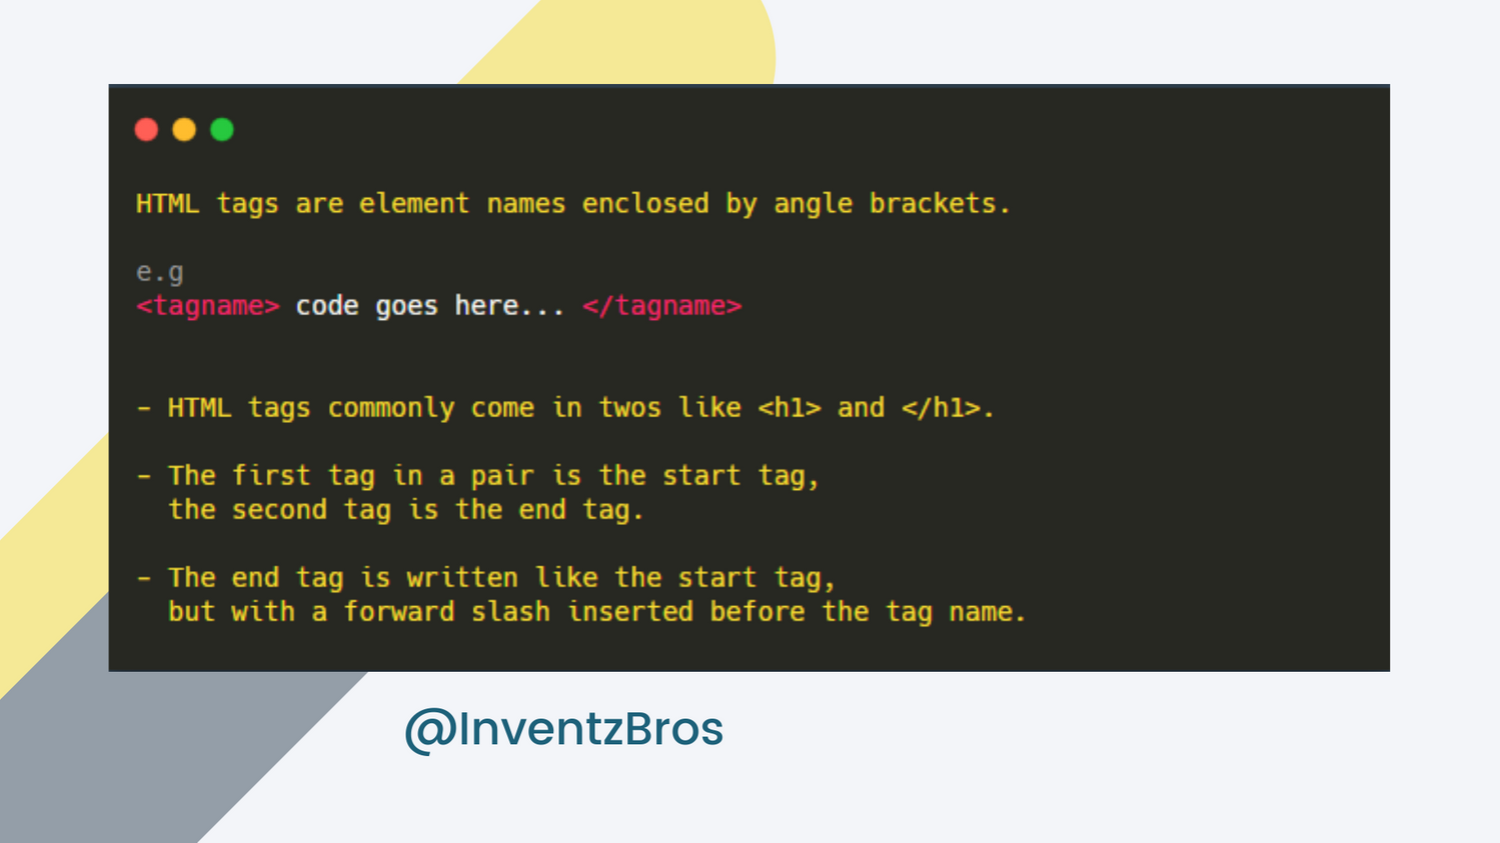 HTML tags are element names enclosed by angle brackets.
e.g
<tagname> code goes here... </tagname>
- HTML tags commonly come in twos like <h1> and </h1>.
- The first tag in a pair is the start tag,
the second tag is the end tag.
- The end tag is written like the start tag,
but with a forward slash inserted before the tag name.
@InventzBros